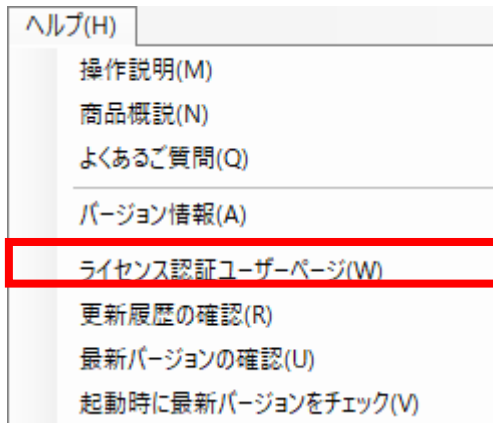 ヘルプ(H)
操作説明(M)
商品概説(N)
よくあるご質問(Q)
バージョン情報(A)
ライセンス認証ユーザーページ(W)
更新履歴の確認(R)
最新バージョンの確認(U)
起動時に最新バージョンをチェック(V)